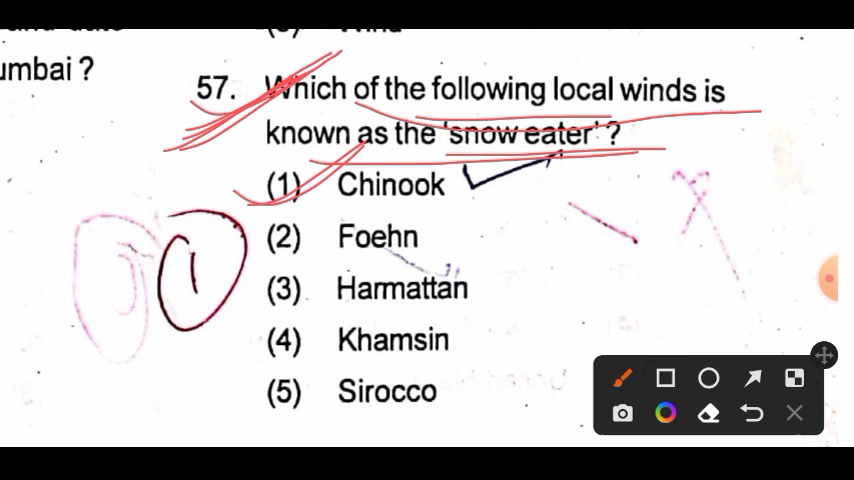 umbai ?
57. Which of the following local winds is
known as the 'snow eater' ?
(1) Chinook
(2) Foehn
(3) Harmattan
(4) Khamsin
(5) Sirocco
1